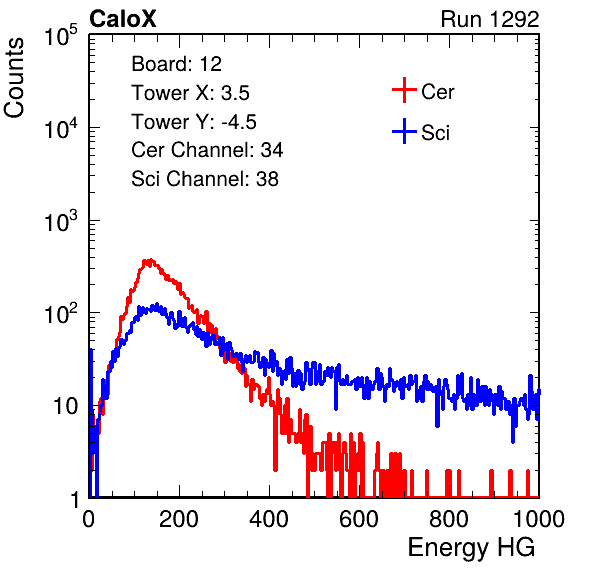 CaloX Run 1292
Counts
10^5
10^4
10^3
10^2
10
1
Board: 12
Tower X: 3.5
Tower Y: -4.5
Cer Channel: 34
Sci Channel: 38
Cer
Sci
0 200 400 600 800 1000
Energy HG